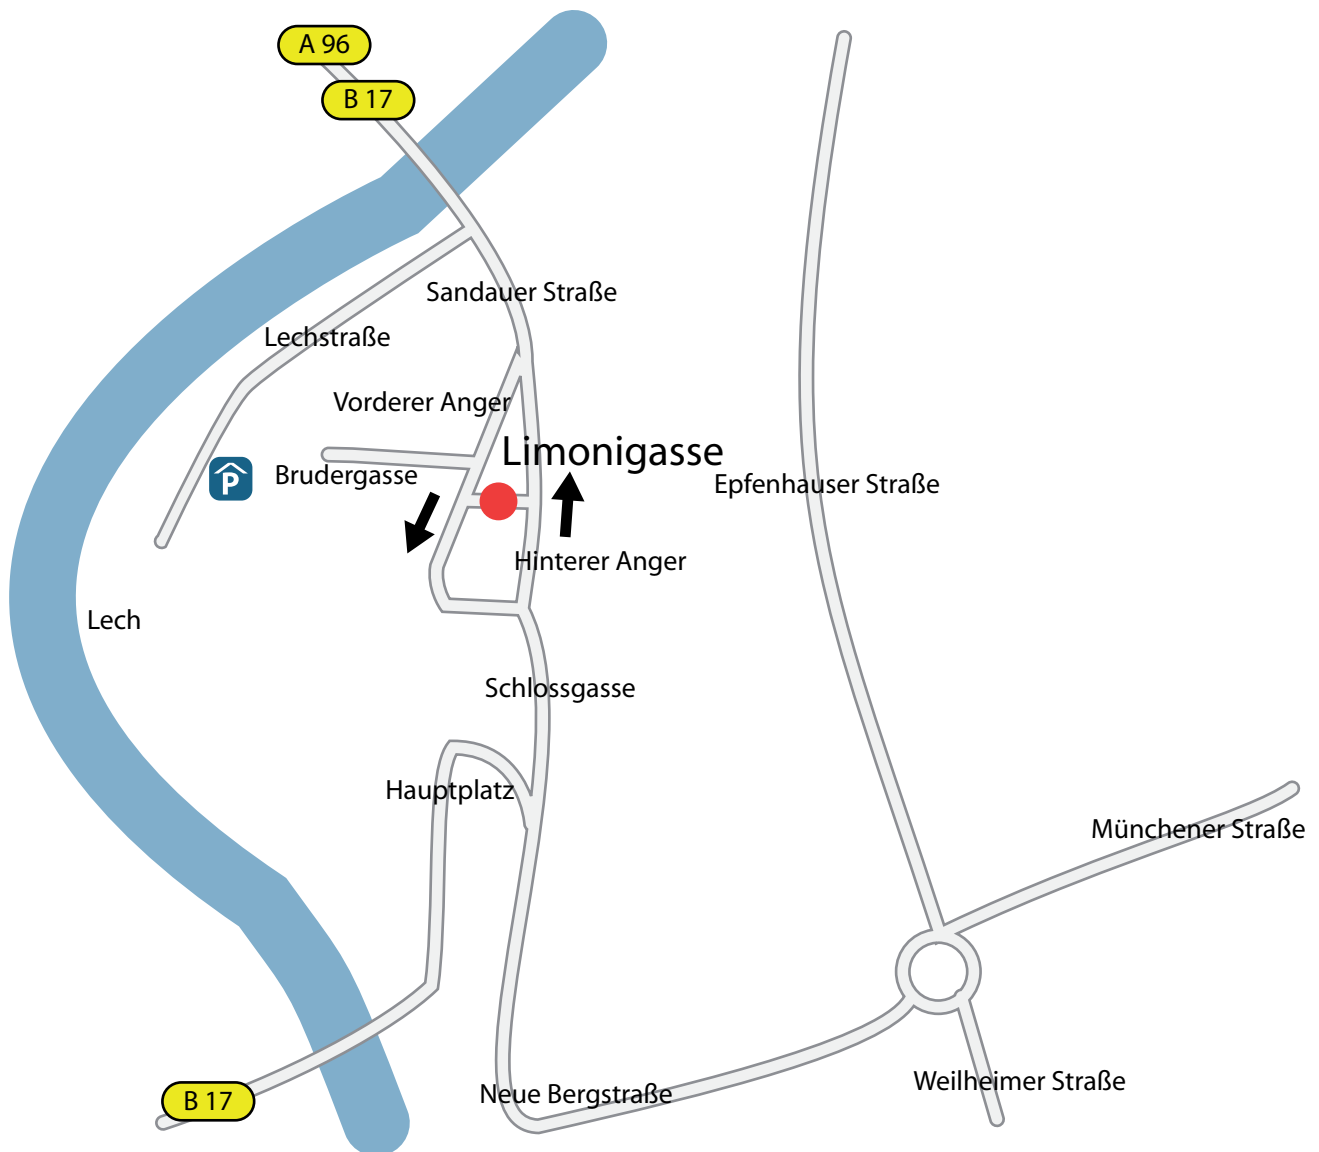 A 96
B 17
Sandauer Straße
Lechstraße
Vorderer Anger
Limonigasse
Brudergasse
P
Epfenhauser Straße
Hinterer Anger
Lech
Schlossgasse
Hauptplatz
Münchener Straße
Weilheimer Straße
Neue Bergstraße
B 17